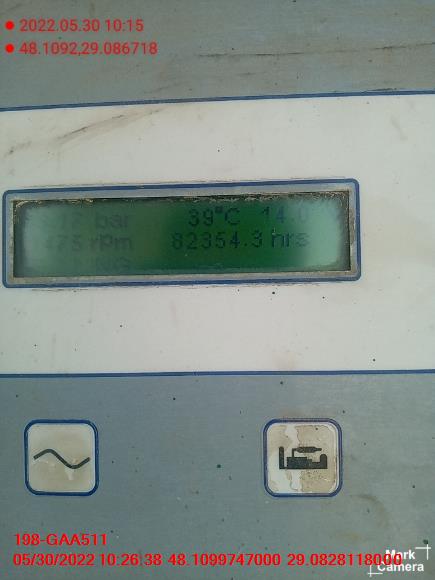 2022.05.30 10:15
48.1092,29.086718
bar 39°C 14.0
rpm 82354.3 hrs
198-GAA511
05/30/2022 10:26:38 48.1099747000 29.0828118000
Mark
Camera